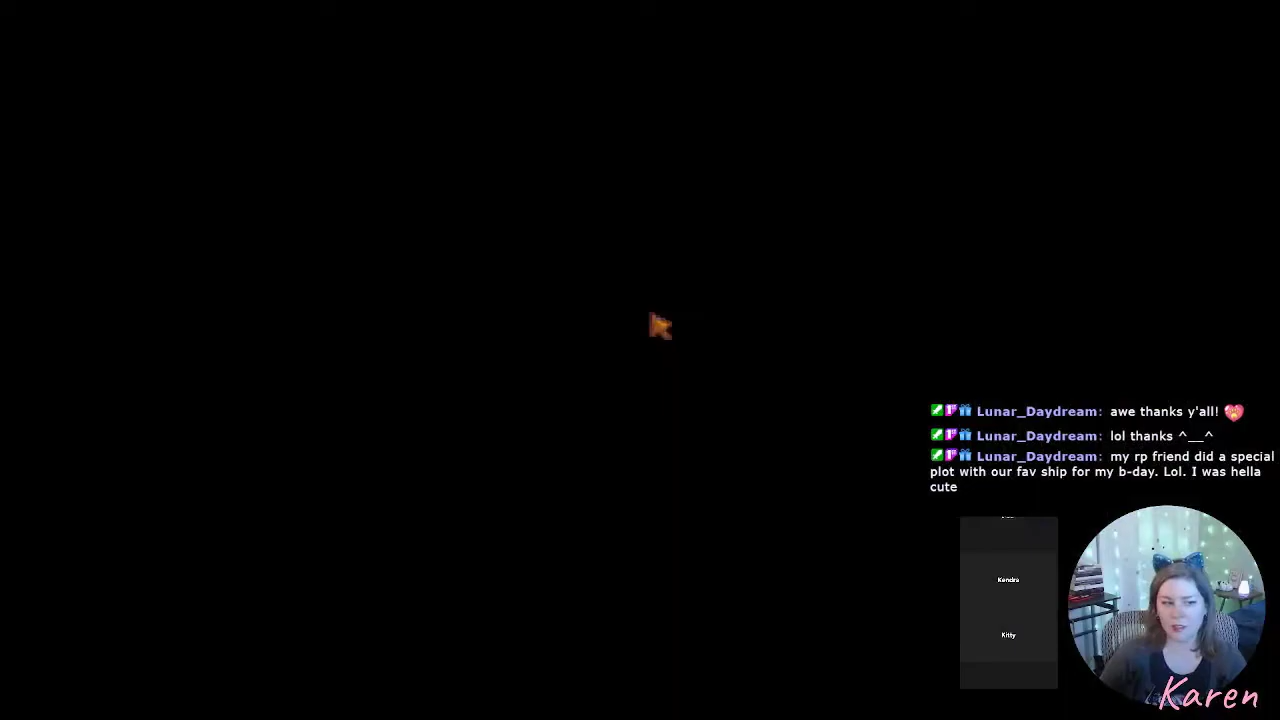 Lunar_Daydream: awe thanks y'all!
Lunar_Daydream: lol thanks ^__^
Lunar_Daydream: my rp friend did a special
plot with our fav ship for my b-day. Lol. I was hella
cute
Kendra
Kitty
Karen